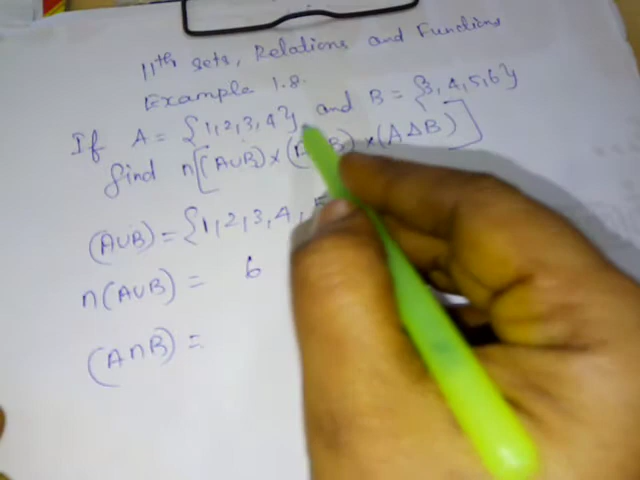 11th Sets, Relations and Functions
Example 1.8.
If A = {1,2,3,4} and B = {3,4,5,6}
find n[(A∪B)×( B)×(A∆B)]
(A∪B) = {1,2,3,4,5
n(A∪B) = 6
(A∩B) =